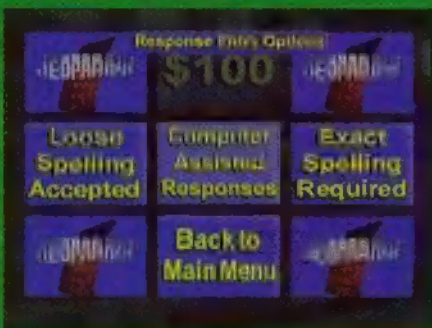 Response Entry Options
JEOPARDY! $100 JEOPARDY!
Loose Spelling Accepted
Computer Assisted Responses
Exact Spelling Required
JEOPARDY!
Back to Main Menu
JEOPARDY!